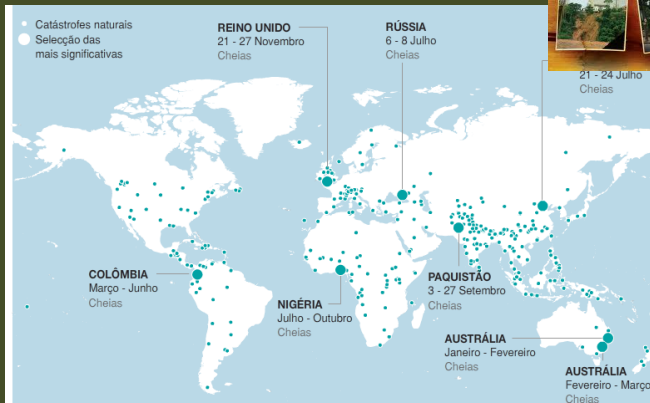 Catástrofes naturais
Selecção das
mais significativas
REINO UNIDO
21 - 27 Novembro
Cheias
RÚSSIA
6 - 8 Julho
Cheias
21 - 24 Julho
Cheias
COLÔMBIA
Março - Junho
Cheias
NIGÉRIA
Julho - Outubro
Cheias
PAQUISTÃO
3 - 27 Setembro
Cheias
AUSTRÁLIA
Janeiro - Fevereiro
Cheias
AUSTRÁLIA
Fevereiro - Março
Cheias